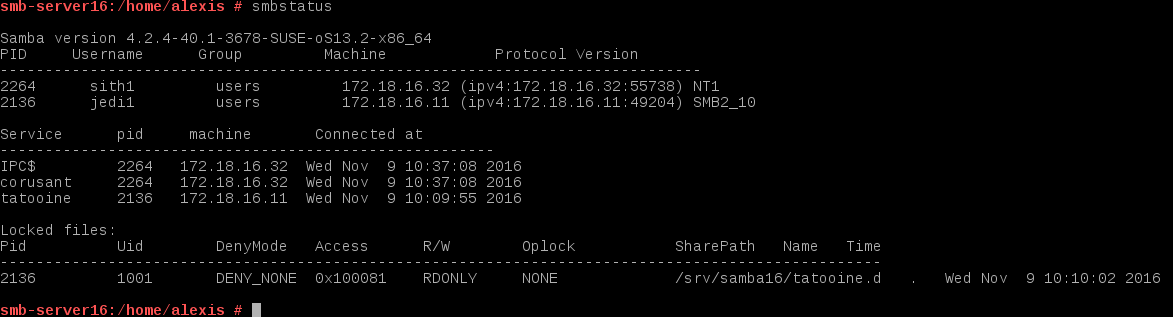 smb-server16:/home/alexis # smbstatus

Samba version 4.2.4-40.1-3678-SUSE-oS13.2-x86_64
PID     Username      Group         Machine            Protocol Version
------------------------------------------------------------------------------
2264      sith1         users         172.18.16.32 (ipv4:172.18.16.32:55738) NT1
2136      jedi1         users         172.18.16.11 (ipv4:172.18.16.11:49204) SMB2_10

Service      pid     machine       Connected at
-------------------------------------------------------
IPC$         2264   172.18.16.32  Wed Nov  9 10:37:08 2016
corusant     2264   172.18.16.32  Wed Nov  9 10:37:08 2016
tatooine     2136   172.18.16.11  Wed Nov  9 10:09:55 2016

Locked files:
Pid          Uid        DenyMode   Access      R/W        Oplock           SharePath   Name   Time
--------------------------------------------------------------------------------------------------
2136         1001       DENY_NONE  0x100081    RDONLY     NONE             /srv/samba16/tatooine.d   .   Wed Nov  9 10:10:02 2016

smb-server16:/home/alexis #